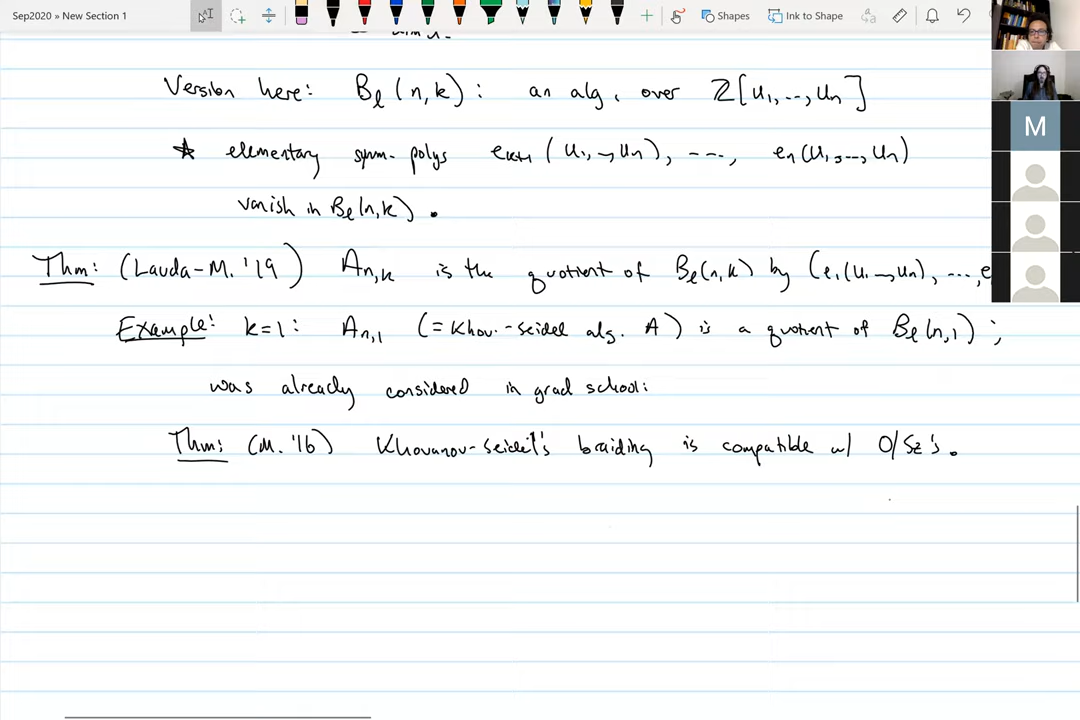 Sep2020 » New Section 1
Shapes
Ink to Shape
Version here: Bℓ(n,k): an alg. over ℤ[u₁,..,uₙ]
★ elementary symm. polys eₖ₊₁(u₁,..,uₙ), ---, eₙ(u₁,..,uₙ)
vanish in Bℓ(n,k).
M
Thm: (Lauda-M. '19) Aₙ,ₖ is the quotient of Bℓ(n,k) by (e₁(u₁,..,uₙ), ...,e
Example: k=1: Aₙ,₁ (= Khov.-Seidel alg. A) is a quotient of Bℓ(n,1);
was already considered in grad school:
Thm: (M. '16) Khovanov-Seidel's braiding is compatible w/ O/Sz's.